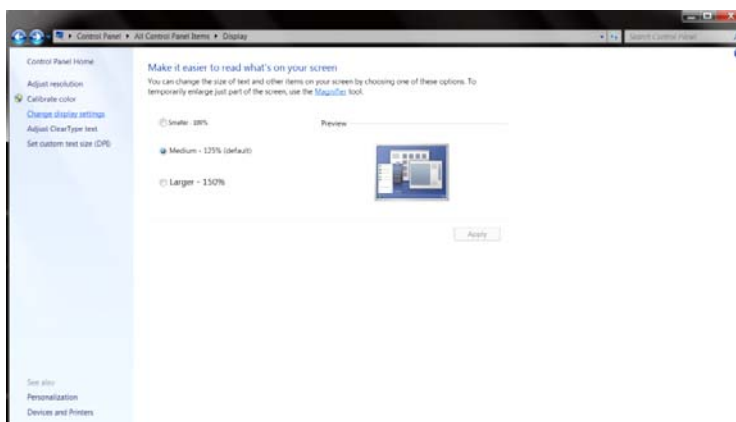 Control Panel ▸ All Control Panel Items ▸ Display
Search Control Panel
Control Panel Home
Adjust resolution
Calibrate color
Change display settings
Adjust ClearType text
Set custom text size (DPI)
Make it easier to read what's on your screen
You can change the size of text and other items on your screen by choosing one of these options. To
temporarily enlarge just part of the screen, use the Magnifier tool.
Smaller - 100%
Preview
Medium - 125% (default)
Larger - 150%
Apply
See also
Personalization
Devices and Printers